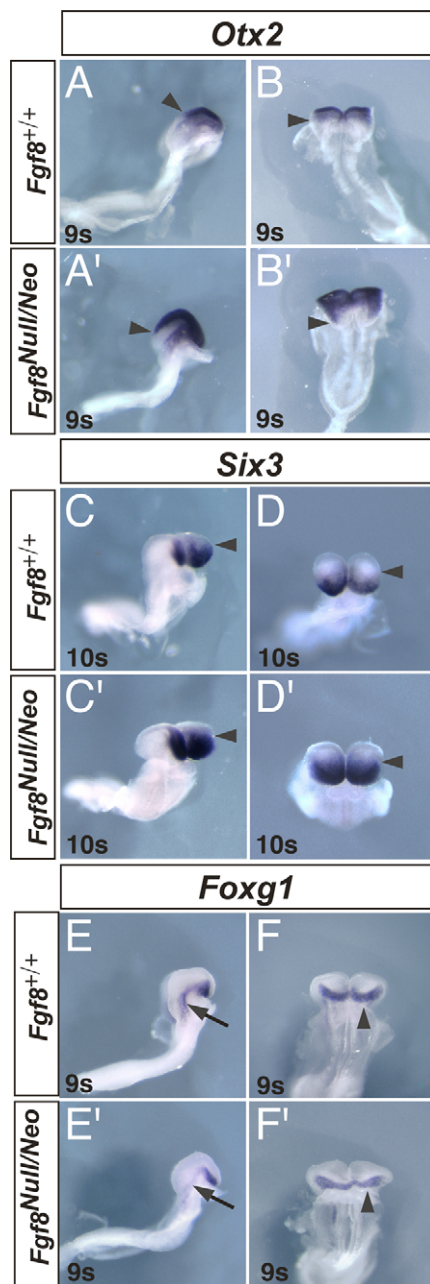 Otx2
Fgf8+/+
A
9s
B
9s
Fgf8Null/Neo
A'
9s
B'
9s
Six3
Fgf8+/+
C
10s
D
10s
Fgf8Null/Neo
C'
10s
D'
10s
Foxg1
Fgf8+/+
E
9s
F
9s
Fgf8Null/Neo
E'
9s
F'
9s